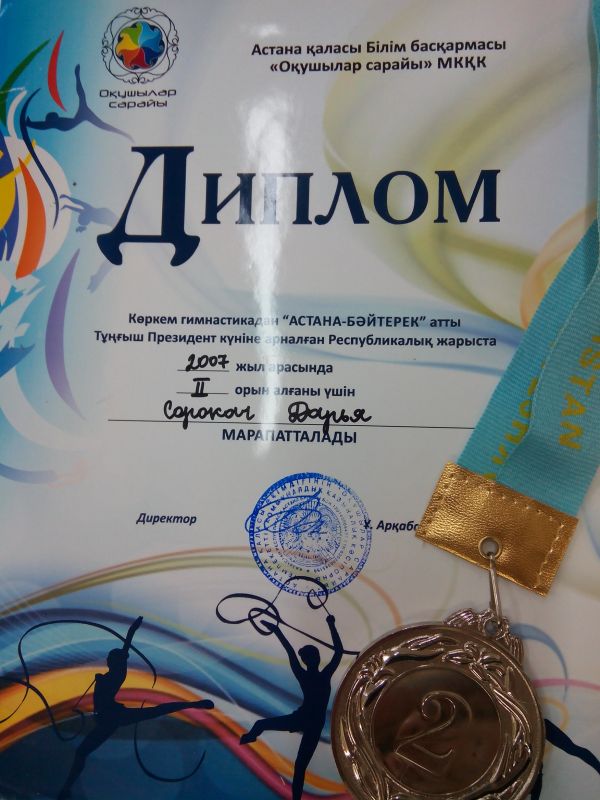 Оқушылар
сарайы
Астана қаласы Білім басқармасы
«Оқушылар сарайы» МКҚК
Диплом
Көркем гимнастикадан "АСТАНА-БӘЙТЕРЕК" атты
Тұңғыш Президент күніне арналған Республикалық жарыста
2007 жыл арасында
II орын алғаны үшін
Сорокач Дарья
МАРАПАТТАЛАДЫ
Директор
2